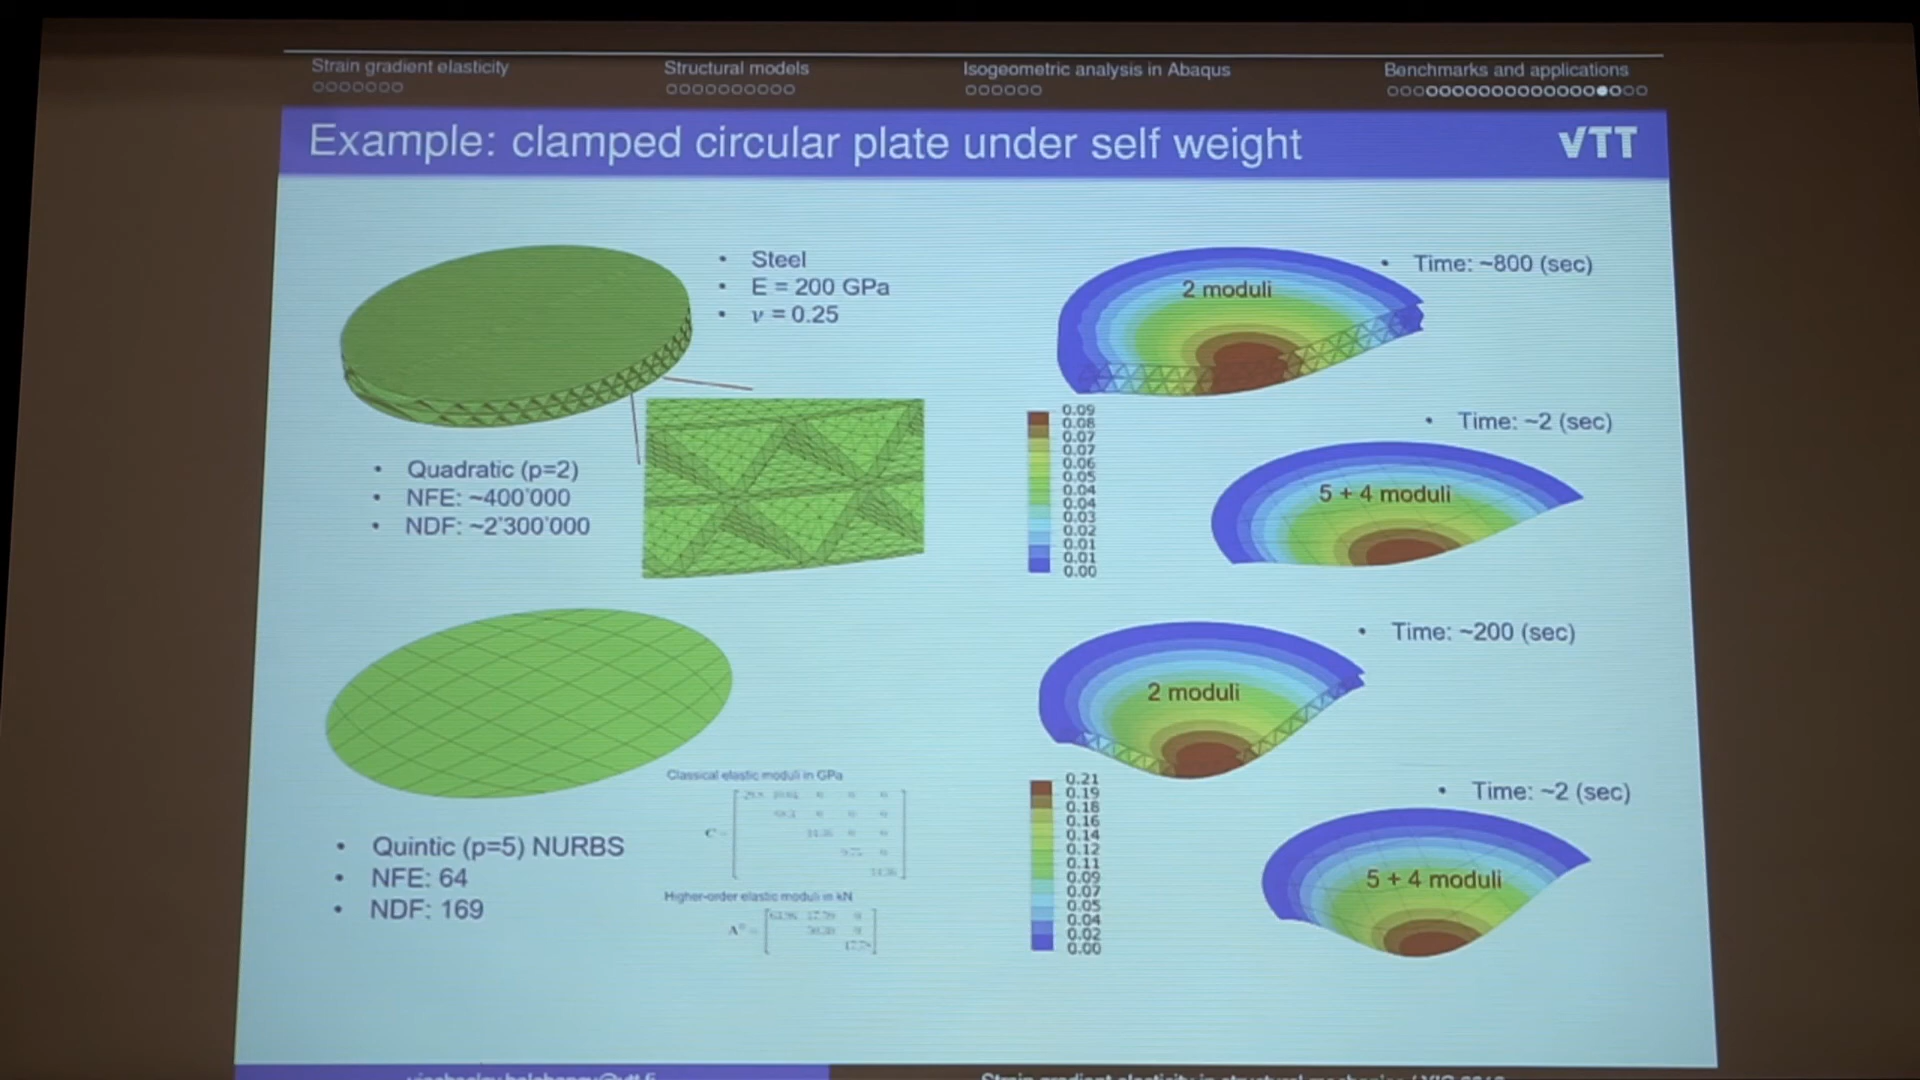 Strain gradient elasticity
Structural models
Isogeometric analysis in Abaqus
Benchmarks and applications
Example: clamped circular plate under self weight
VTT
• Steel
• E = 200 GPa
• ν = 0.25
• Quadratic (p=2)
• NFE: ~400'000
• NDF: ~2'300'000
2 moduli
• Time: ~800 (sec)
• Time: ~2 (sec)
5 + 4 moduli
0.09
0.08
0.07
0.07
0.06
0.05
0.04
0.04
0.03
0.02
0.01
0.01
0.00
• Quintic (p=5) NURBS
• NFE: 64
• NDF: 169
Classical elastic moduli in GPa
C
Higher-order elastic moduli in kN
2 moduli
• Time: ~200 (sec)
• Time: ~2 (sec)
5 + 4 moduli
0.21
0.19
0.18
0.16
0.14
0.12
0.11
0.09
0.07
0.05
0.04
0.02
0.00